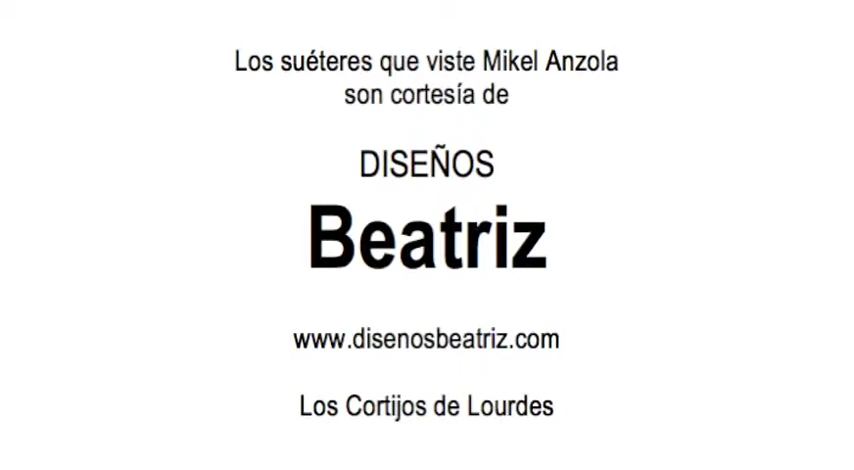 Los suéteres que viste Mikel Anzola
son cortesía de
DISEÑOS
Beatriz
www.disenosbeatriz.com
Los Cortijos de Lourdes